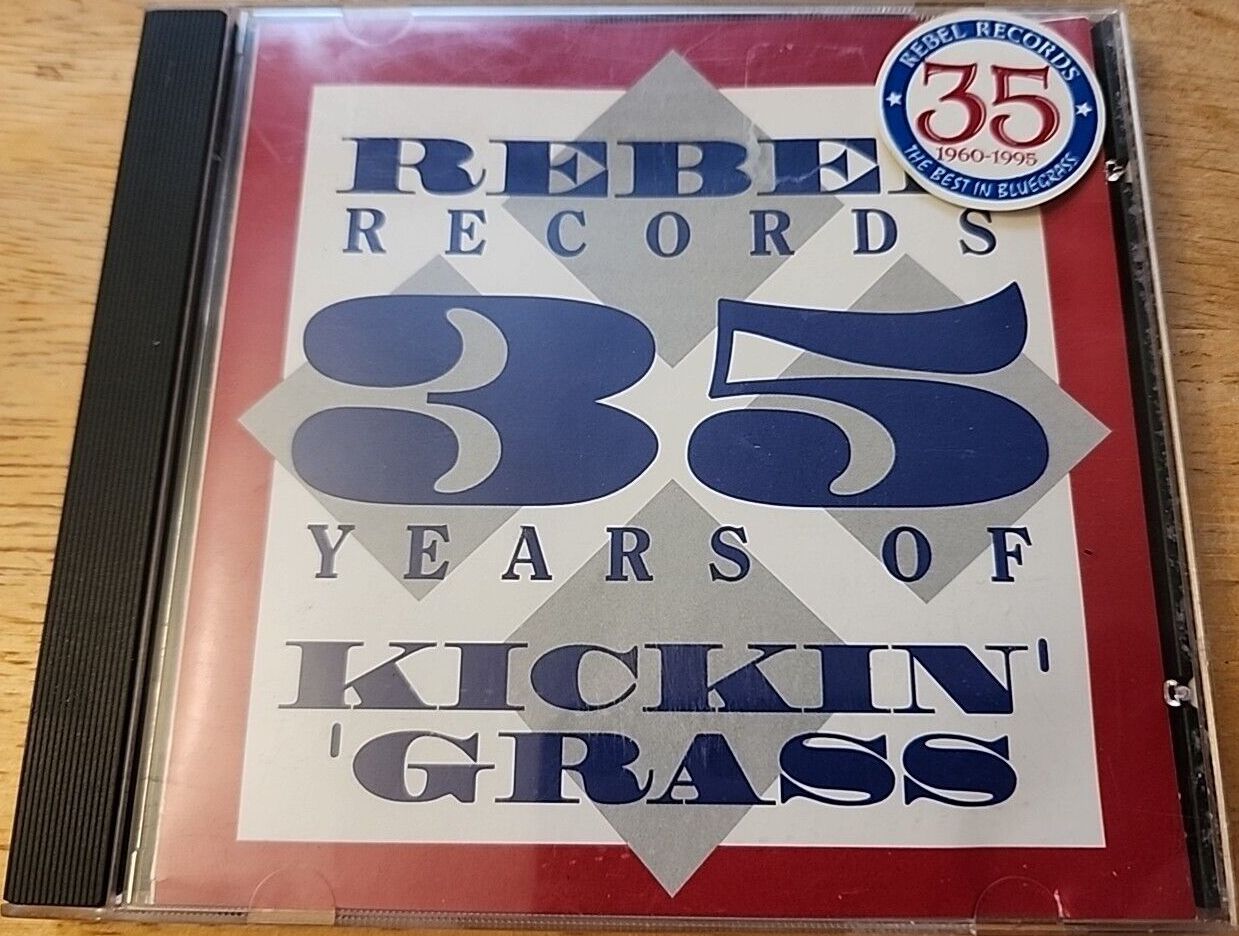 REBEL
RECORDS
35
YEARS OF
KICKIN'
'GRASS
REBEL RECORDS
35
1960-1995
THE BEST IN BLUEGRASS